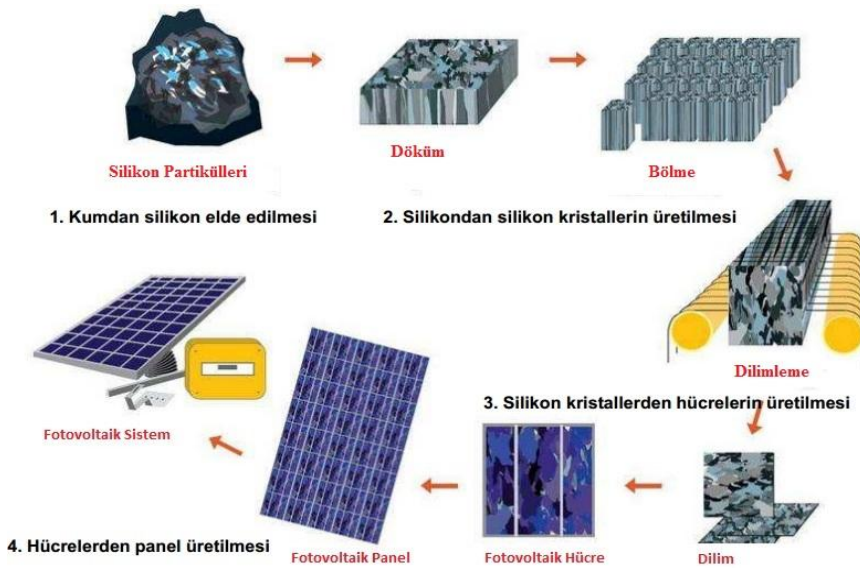 Silikon Partikülleri
Döküm
Bölme
1. Kumdan silikon elde edilmesi
2. Silikondan silikon kristallerin üretilmesi
Dilimleme
3. Silikon kristallerden hücrelerin üretilmesi
Fotovoltaik Sistem
4. Hücrelerden panel üretilmesi
Fotovoltaik Panel
Fotovoltaik Hücre
Dilim